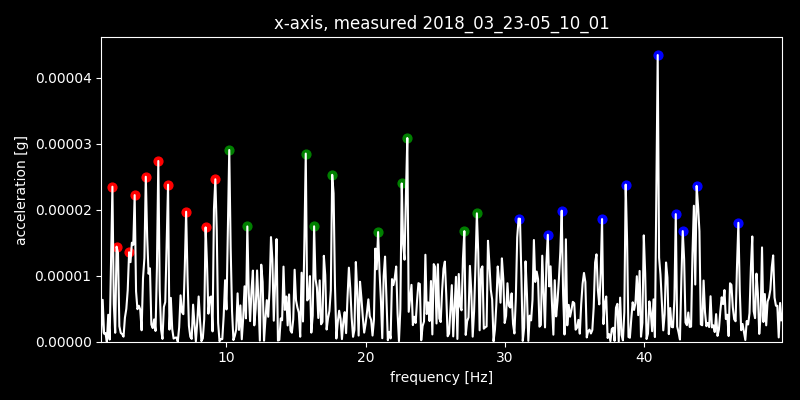 x-axis, measured 2018_03_23-05_10_01
acceleration [g]
0.00004
0.00003
0.00002
0.00001
0.00000
10 20 30 40
frequency [Hz]